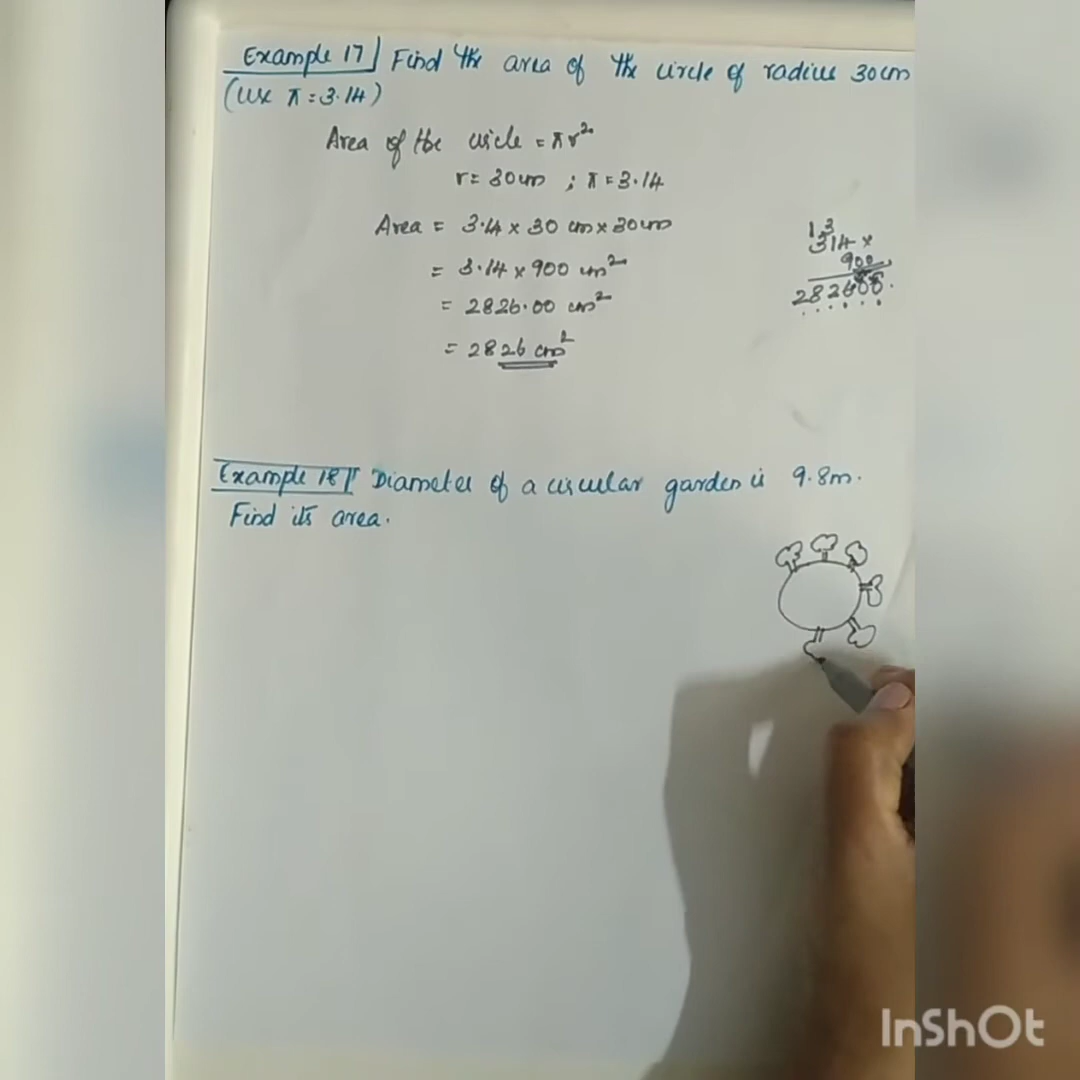 Example 17 Find the area of the circle of radius 30cm
(Use π = 3.14)
Area of the circle = πr²
r = 30cm ; π = 3.14
Area = 3.14 × 30 cm × 30cm
= 3.14 × 900 cm²
= 2826.00 cm²
= 2826 cm²
1 3
314 ×
900
282600
Example 18 Diameter of a circular garden is 9.8m.
Find its area.
InShOt